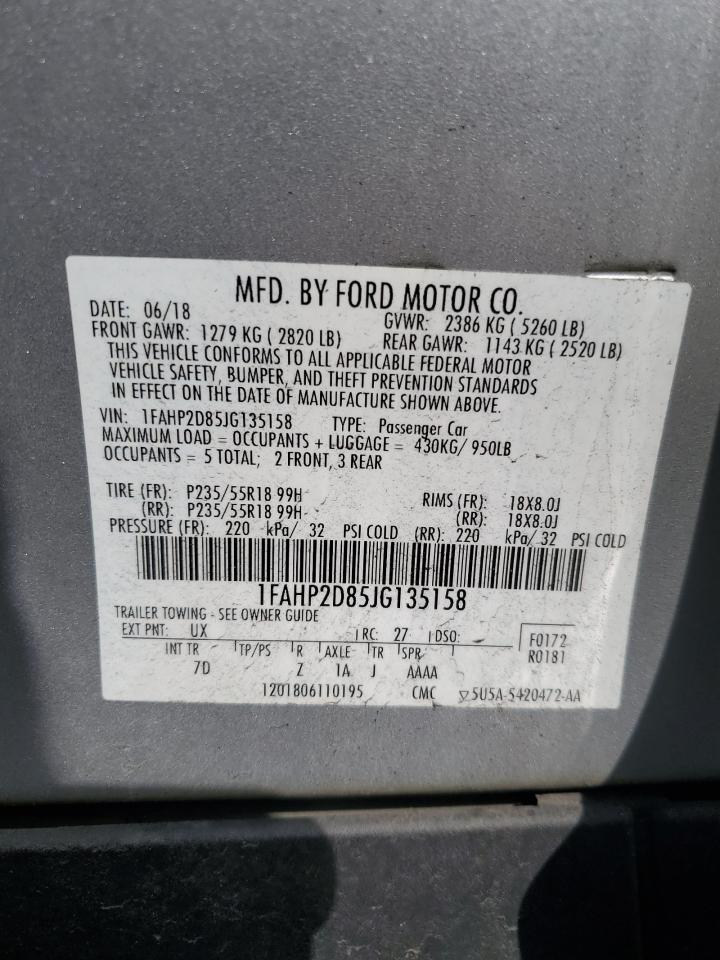 MFD. BY FORD MOTOR CO.
DATE: 06/18 GVWR: 2386 KG ( 5260 LB)
FRONT GAWR: 1279 KG ( 2820 LB) REAR GAWR: 1143 KG ( 2520 LB)
THIS VEHICLE CONFORMS TO ALL APPLICABLE FEDERAL MOTOR
VEHICLE SAFETY, BUMPER, AND THEFT PREVENTION STANDARDS
IN EFFECT ON THE DATE OF MANUFACTURE SHOWN ABOVE.
VIN: 1FAHP2D85JG135158 TYPE: Passenger Car
MAXIMUM LOAD = OCCUPANTS + LUGGAGE = 430KG/ 950LB
OCCUPANTS = 5 TOTAL; 2 FRONT, 3 REAR
TIRE (FR): P235/55R18 99H RIMS (FR): 18X8.0J
(RR): P235/55R18 99H (RR): 18X8.0J
PRESSURE (FR): 220 kPa/ 32 PSI COLD (RR): 220 kPa/ 32 PSI COLD
1FAHP2D85JG135158
TRAILER TOWING - SEE OWNER GUIDE
EXT PNT: UX RC: 27 DSO: F0172
INT TR TP/PS R AXLE TR SPR R0181
7D Z 1A J AAAA
1201806110195 CMC ▽5U5A-5420472-AA